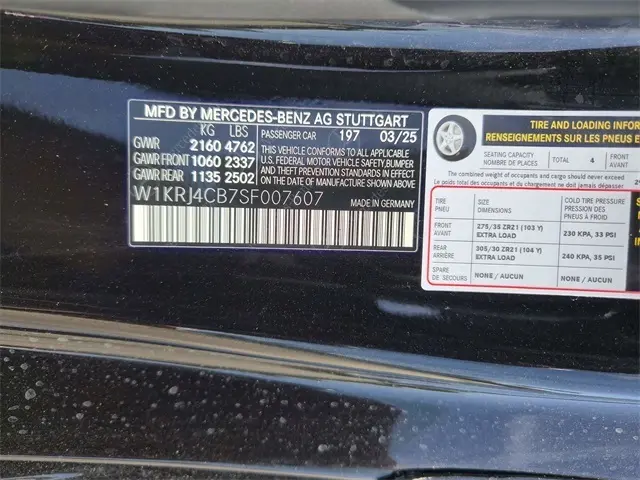 MFD BY MERCEDES-BENZ AG STUTTGART
KG LBS PASSENGER CAR 197 03/25
GVWR 2160 4762
GAWR FRONT 1060 2337
GAWR REAR 1135 2502
THIS VEHICLE CONFORMS TO ALL APPLICABLE
U.S. FEDERAL MOTOR VEHICLE SAFETY, BUMPER
AND THEFT PREVENTION STANDARDS IN EFFECT
ON THE DATE OF MANUFACTURE SHOWN ABOVE.
W1KRJ4CB7SF007607 MADE IN GERMANY
TIRE AND LOADING INFOR
RENSEIGNEMENTS SUR LES PNEUS E
SEATING CAPACITY
NOMBRE DE PLACES
TOTAL 4
The combined weight of occupants and cargo should never exceed
Le poids total des occupants et du chargement ne doit jamais dépasser
TIRE
PNEU
SIZE
DIMENSIONS
COLD TIRE PRESSURE
PRESSION DES
PNEUS À FROID
FRONT
AVANT
275/35 ZR21 (103 Y)
EXTRA LOAD
230 KPA, 33 PSI
REAR
ARRIÈRE
305/30 ZR21 (104 Y)
EXTRA LOAD
240 KPA, 35 PSI
SPARE
DE SECOURS
NONE / AUCUN
NONE / AUCUN